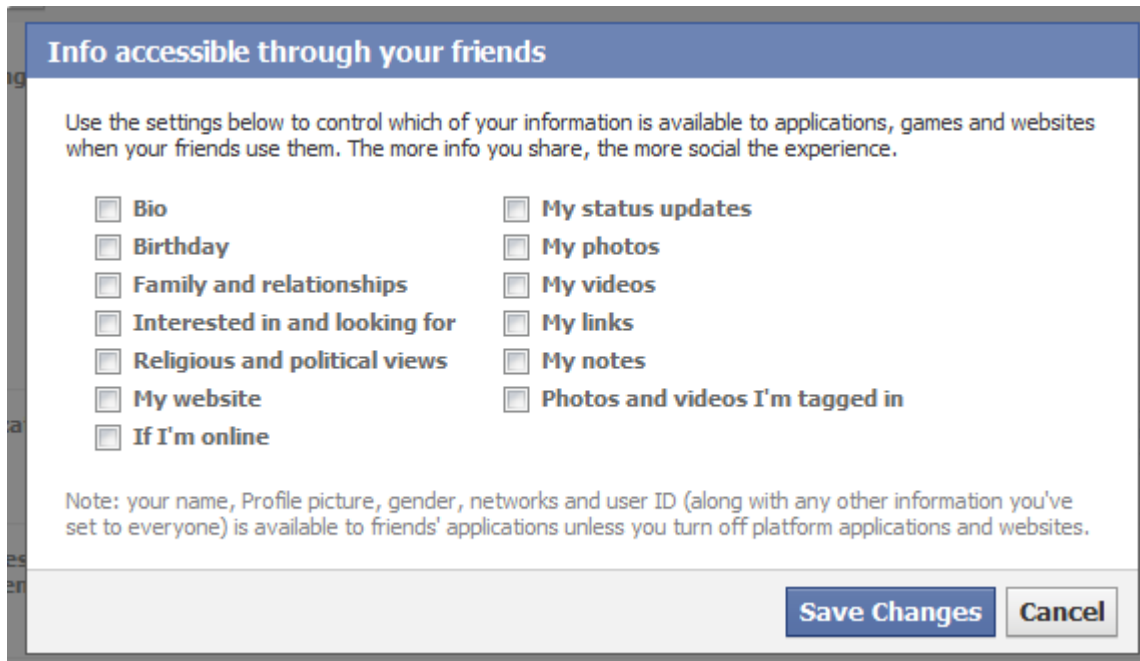 Info accessible through your friends
Use the settings below to control which of your information is available to applications, games and websites
when your friends use them. The more info you share, the more social the experience.
Bio
Birthday
Family and relationships
Interested in and looking for
Religious and political views
My website
If I'm online
My status updates
My photos
My videos
My links
My notes
Photos and videos I'm tagged in
Note: your name, Profile picture, gender, networks and user ID (along with any other information you've
set to everyone) is available to friends' applications unless you turn off platform applications and websites.
Save Changes
Cancel